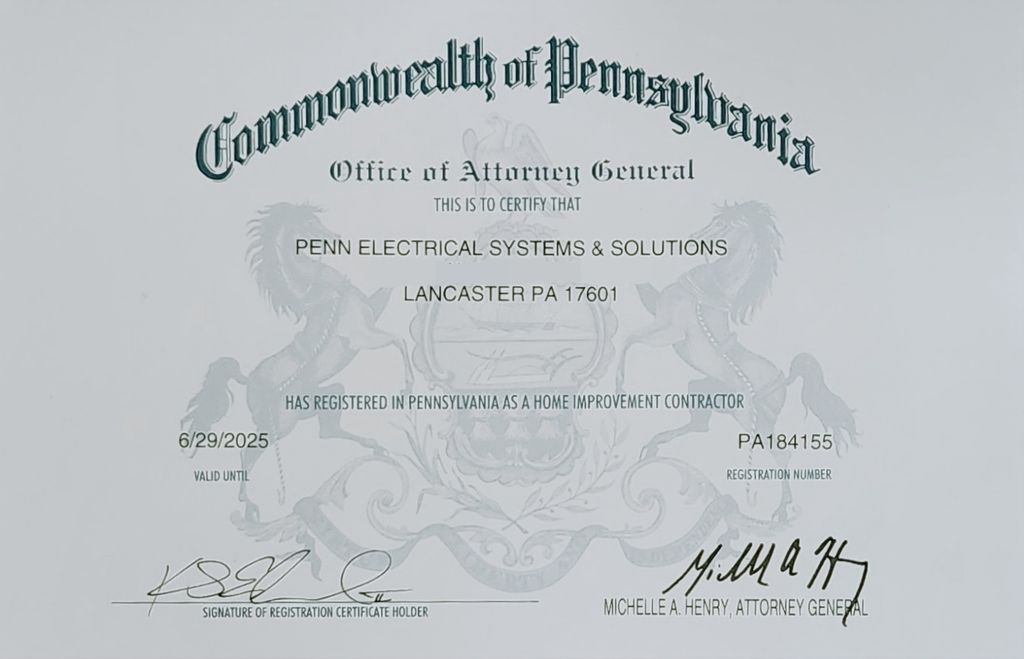 Commonwealth of Pennsylvania
Office of Attorney General
THIS IS TO CERTIFY THAT
PENN ELECTRICAL SYSTEMS & SOLUTIONS
LANCASTER PA 17601
HAS REGISTERED IN PENNSYLVANIA AS A HOME IMPROVEMENT CONTRACTOR
6/29/2025
PA184155
VALID UNTIL
REGISTRATION NUMBER
SIGNATURE OF REGISTRATION CERTIFICATE HOLDER
MICHELLE A. HENRY, ATTORNEY GENERAL